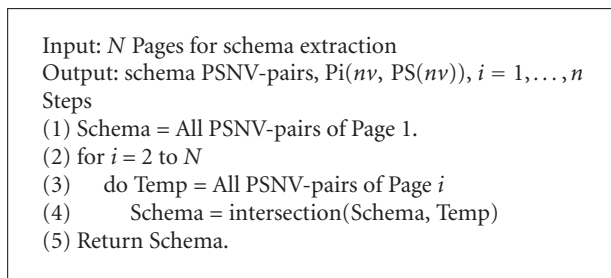 Input: N Pages for schema extraction
Output: schema PSNV-pairs, Pi(nv, PS(nv)), i = 1,...,n
Steps
(1) Schema = All PSNV-pairs of Page 1.
(2) for i = 2 to N
(3) do Temp = All PSNV-pairs of Page i
(4) Schema = intersection(Schema, Temp)
(5) Return Schema.